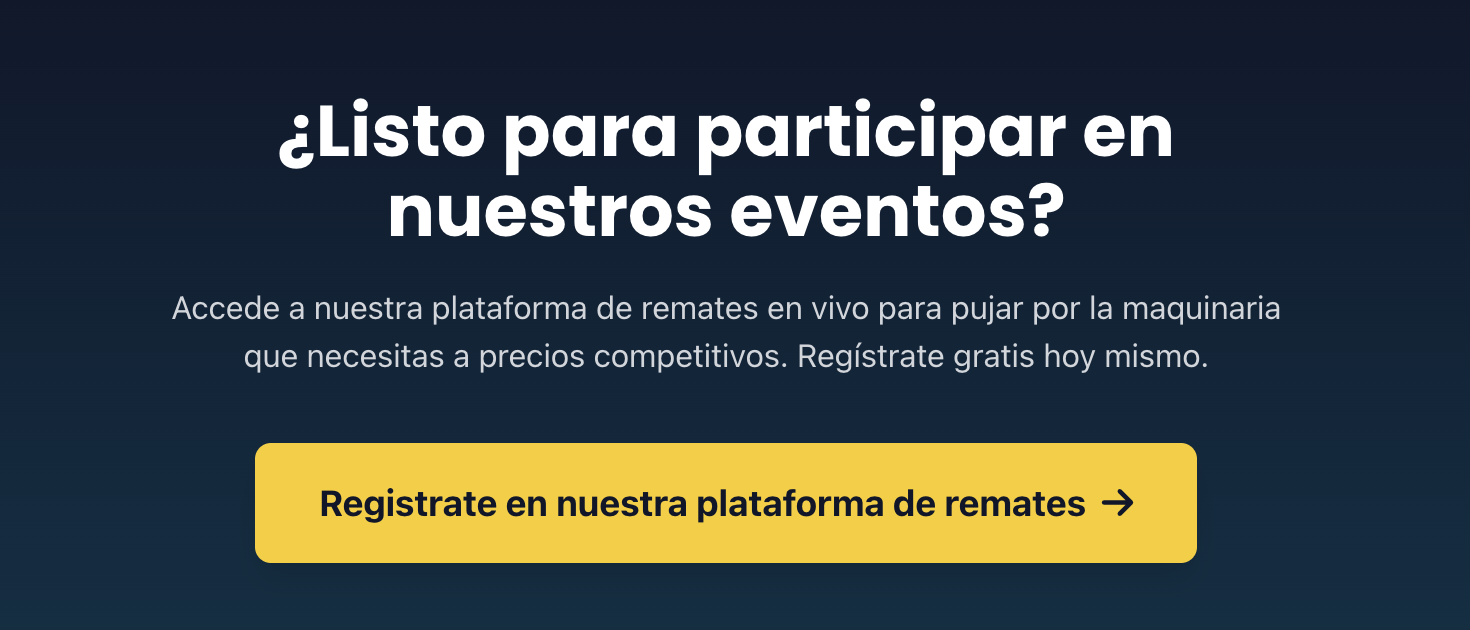 ¿Listo para participar en
nuestros eventos?
Accede a nuestra plataforma de remates en vivo para pujar por la maquinaria
que necesitas a precios competitivos. Regístrate gratis hoy mismo.
Registrate en nuestra plataforma de remates →